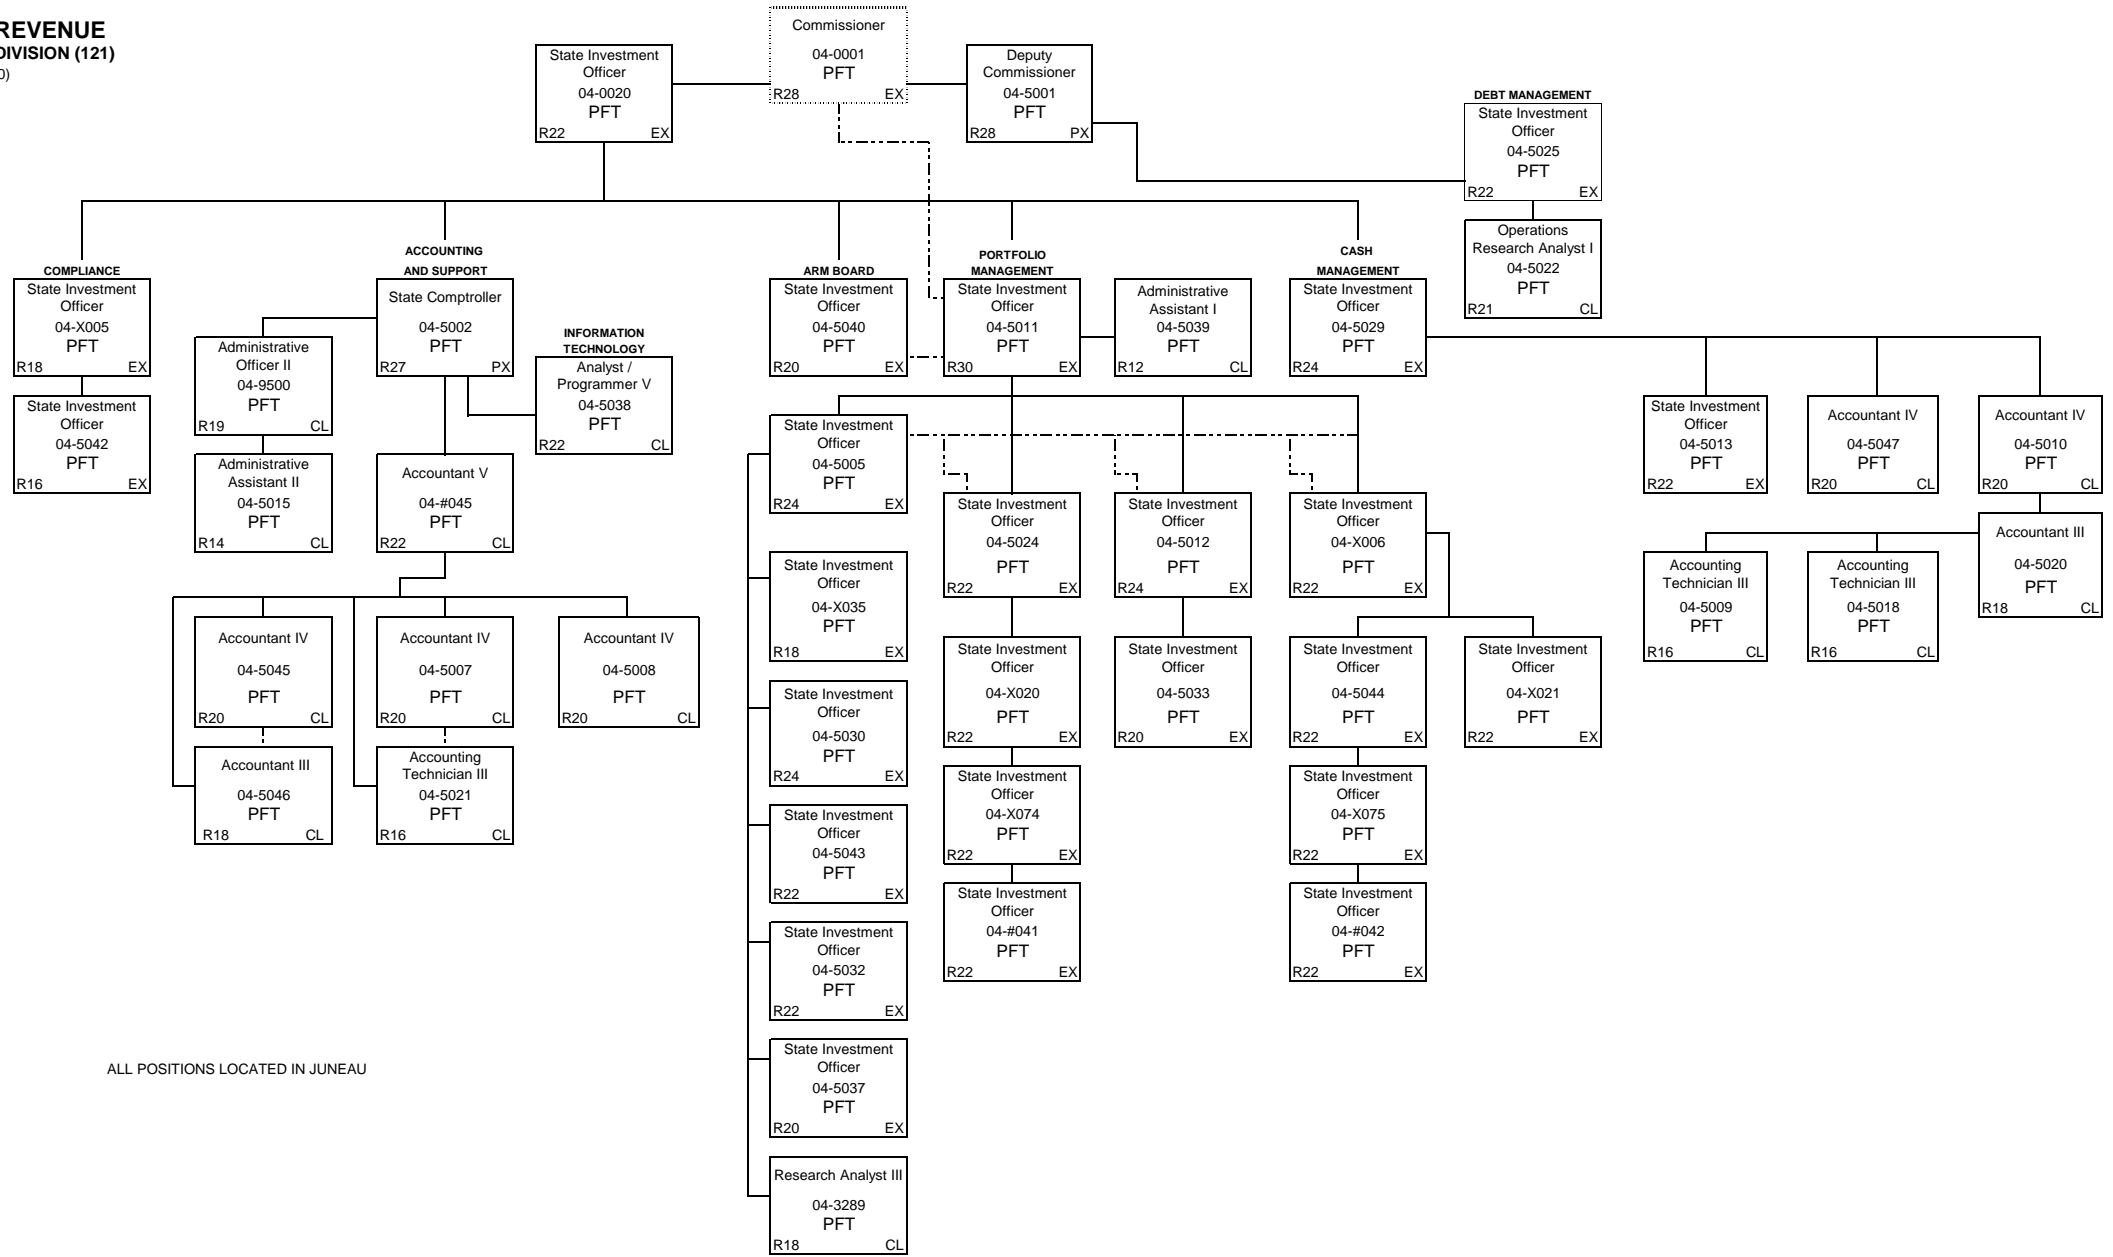 REVENUE
DIVISION (121)
0)
Commissioner
04-0001
PFT
R28 EX
State Investment
Officer
04-0020
PFT
R22 EX
Deputy
Commissioner
04-5001
PFT
R28 PX
DEBT MANAGEMENT
State Investment
Officer
04-5025
PFT
R22 EX
Operations
Research Analyst I
04-5022
PFT
R21 CL
COMPLIANCE
State Investment
Officer
04-X005
PFT
R18 EX
State Investment
Officer
04-5042
PFT
R16 EX
ACCOUNTING
AND SUPPORT
State Comptroller
04-5002
PFT
R27 PX
Administrative
Officer II
04-9500
PFT
R19 CL
Administrative
Assistant II
04-5015
PFT
R14 CL
INFORMATION
TECHNOLOGY
Analyst /
Programmer V
04-5038
PFT
R22 CL
Accountant V
04-#045
PFT
R22 CL
Accountant IV
04-5045
PFT
R20 CL
Accountant IV
04-5007
PFT
R20 CL
Accountant IV
04-5008
PFT
R20 CL
Accountant III
04-5046
PFT
R18 CL
Accounting
Technician III
04-5021
PFT
R16 CL
ARM BOARD
State Investment
Officer
04-5040
PFT
R20 EX
PORTFOLIO
MANAGEMENT
State Investment
Officer
04-5011
PFT
R30 EX
Administrative
Assistant I
04-5039
PFT
R12 CL
State Investment
Officer
04-5005
PFT
R24 EX
State Investment
Officer
04-X035
PFT
R18 EX
State Investment
Officer
04-5030
PFT
R24 EX
State Investment
Officer
04-5043
PFT
R22 EX
State Investment
Officer
04-5032
PFT
R22 EX
State Investment
Officer
04-5037
PFT
R20 EX
Research Analyst III
04-3289
PFT
R18 CL
State Investment
Officer
04-5024
PFT
R22 EX
State Investment
Officer
04-X020
PFT
R22 EX
State Investment
Officer
04-X074
PFT
R22 EX
State Investment
Officer
04-#041
PFT
R22 EX
State Investment
Officer
04-5012
PFT
R24 EX
State Investment
Officer
04-5033
PFT
R20 EX
State Investment
Officer
04-X006
PFT
R22 EX
State Investment
Officer
04-5044
PFT
R22 EX
State Investment
Officer
04-X021
PFT
R22 EX
State Investment
Officer
04-X075
PFT
R22 EX
State Investment
Officer
04-#042
PFT
R22 EX
CASH
MANAGEMENT
State Investment
Officer
04-5029
PFT
R24 EX
State Investment
Officer
04-5013
PFT
R22 EX
Accountant IV
04-5047
PFT
R20 CL
Accountant IV
04-5010
PFT
R20 CL
Accountant III
04-5020
PFT
R18 CL
Accounting
Technician III
04-5009
PFT
R16 CL
Accounting
Technician III
04-5018
PFT
R16 CL
ALL POSITIONS LOCATED IN JUNEAU